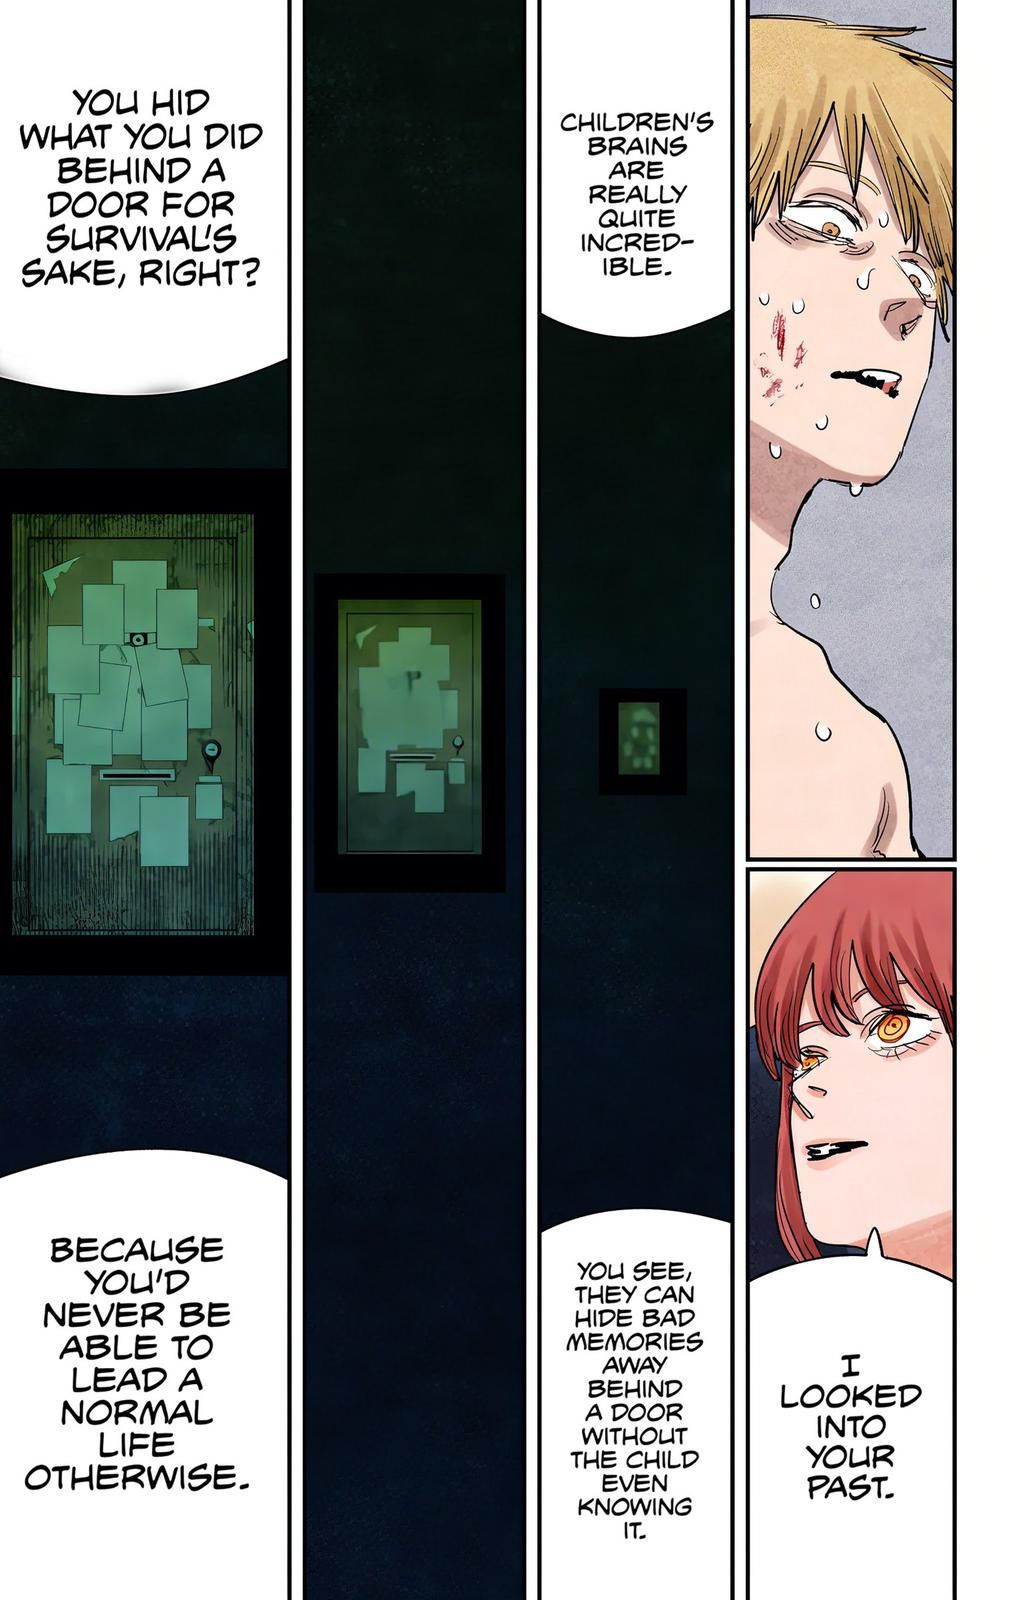 I
LOOKED
INTO
YOUR
PAST.
CHILDREN'S
BRAINS
ARE
REALLY
QUITE
INCRED-
IBLE.
YOU SEE,
THEY CAN
HIDE BAD
MEMORIES
AWAY
BEHIND
A DOOR
WITHOUT
THE CHILD
EVEN
KNOWING
IT.
YOU HID
WHAT YOU DID
BEHIND A
DOOR FOR
SURVIVAL'S
SAKE, RIGHT?
BECAUSE
YOU'D
NEVER BE
ABLE TO
LEAD A
NORMAL
LIFE
OTHERWISE.